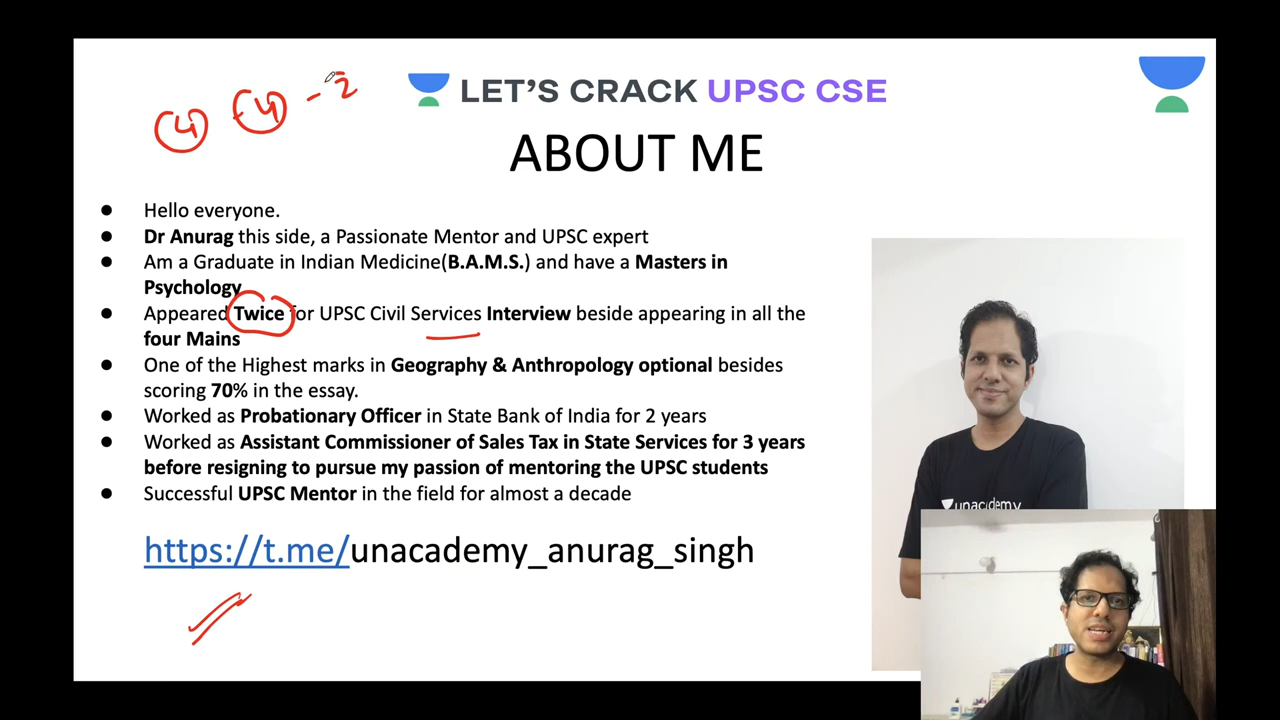 4 -4 -2
LET'S CRACK UPSC CSE
ABOUT ME
● Hello everyone.
● Dr Anurag this side, a Passionate Mentor and UPSC expert
● Am a Graduate in Indian Medicine(B.A.M.S.) and have a Masters in
Psychology
● Appeared Twice for UPSC Civil Services Interview beside appearing in all the
four Mains
● One of the Highest marks in Geography & Anthropology optional besides
scoring 70% in the essay.
● Worked as Probationary Officer in State Bank of India for 2 years
● Worked as Assistant Commissioner of Sales Tax in State Services for 3 years
before resigning to pursue my passion of mentoring the UPSC students
● Successful UPSC Mentor in the field for almost a decade
unacademy
https://t.me/unacademy_anurag_singh